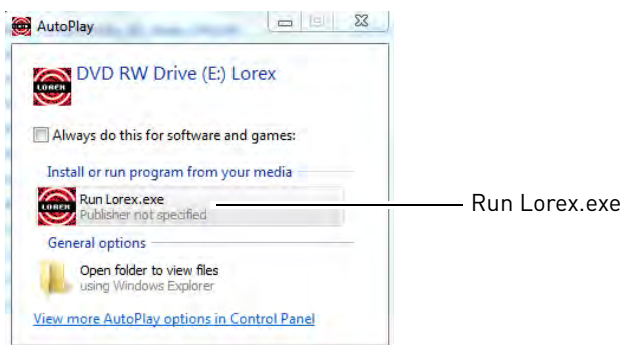 AutoPlay
LOREX
DVD RW Drive (E:) Lorex
Always do this for software and games:
Install or run program from your media
LOREX
Run Lorex.exe
Publisher not specified
Run Lorex.exe
General options
Open folder to view files
using Windows Explorer
View more AutoPlay options in Control Panel